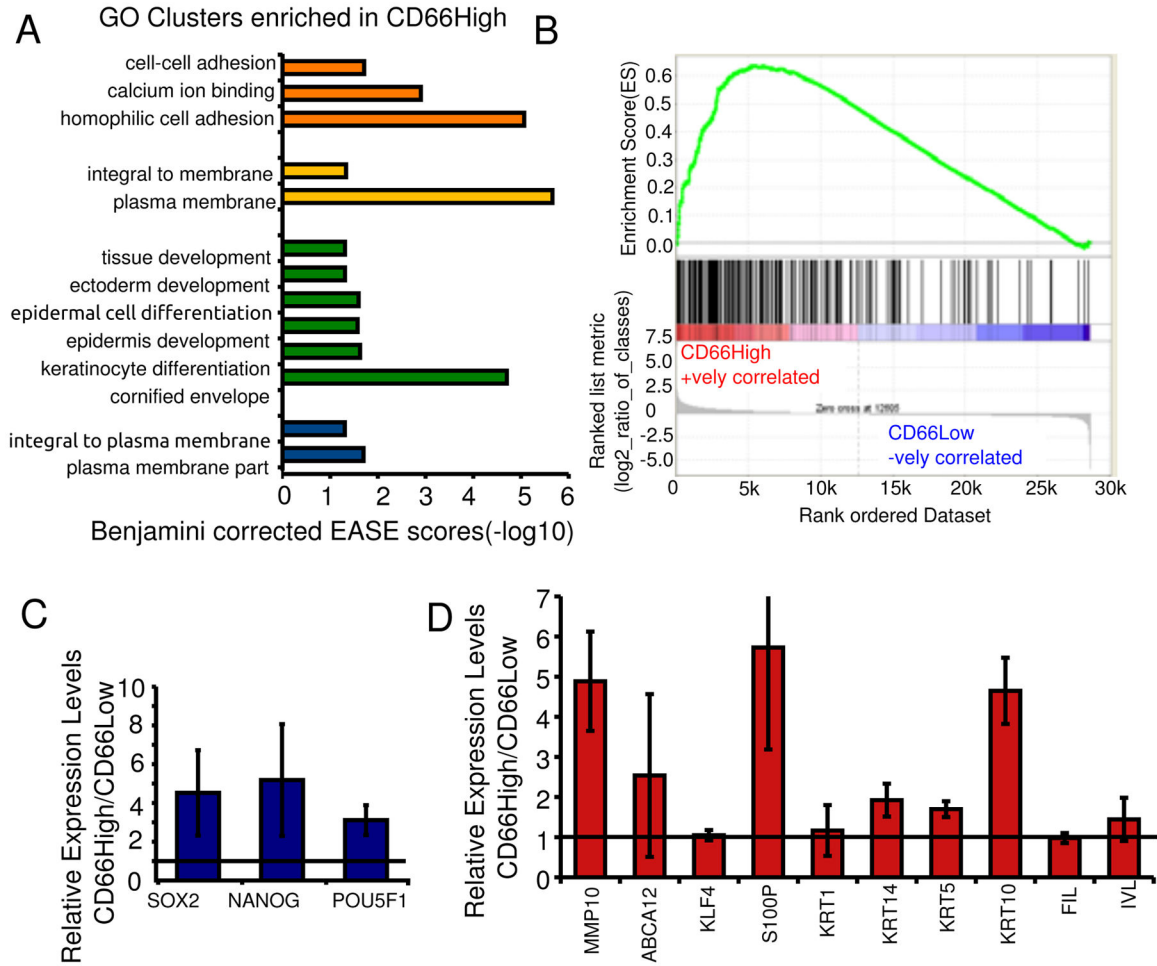 A
GO Clusters enriched in CD66High
cell-cell adhesion
calcium ion binding
homophilic cell adhesion
integral to membrane
plasma membrane
tissue development
ectoderm development
epidermal cell differentiation
epidermis development
keratinocyte differentiation
cornified envelope
integral to plasma membrane
plasma membrane part
0 1 2 3 4 5 6
Benjamini corrected EASE scores(-log10)
B
Enrichment Score(ES)
0.6
0.5
0.4
0.3
0.2
0.1
0.0
Ranked list metric
(log2_ratio_of_classes)
7.5
5.0
2.5
0
-2.5
-5.0
CD66High
+vely correlated
Zero cross at 12605
CD66Low
-vely correlated
0 5k 10k 15k 20k 25k 30k
Rank ordered Dataset
C
Relative Expression Levels
CD66High/CD66Low
10
8
6
4
2
0
SOX2 NANOG POU5F1
D
Relative Expression Levels
CD66High/CD66Low
7
6
5
4
3
2
1
0
MMP10
ABCA12
KLF4
S100P
KRT1
KRT14
KRT5
KRT10
FIL
IVL